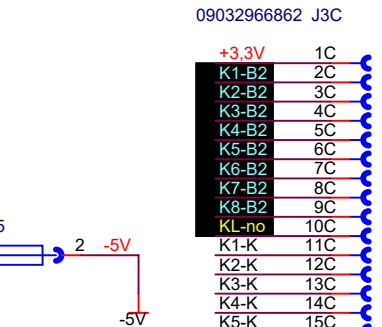 09032966862 J3C
+3,3V 1C
K1-B2 2C
K2-B2 3C
K3-B2 4C
K4-B2 5C
K5-B2 6C
K6-B2 7C
K7-B2 8C
K8-B2 9C
KL-no 10C
5
2 -5V K1-K 11C
K2-K 12C
K3-K 13C
K4-K 14C
-5V K5-K 15C